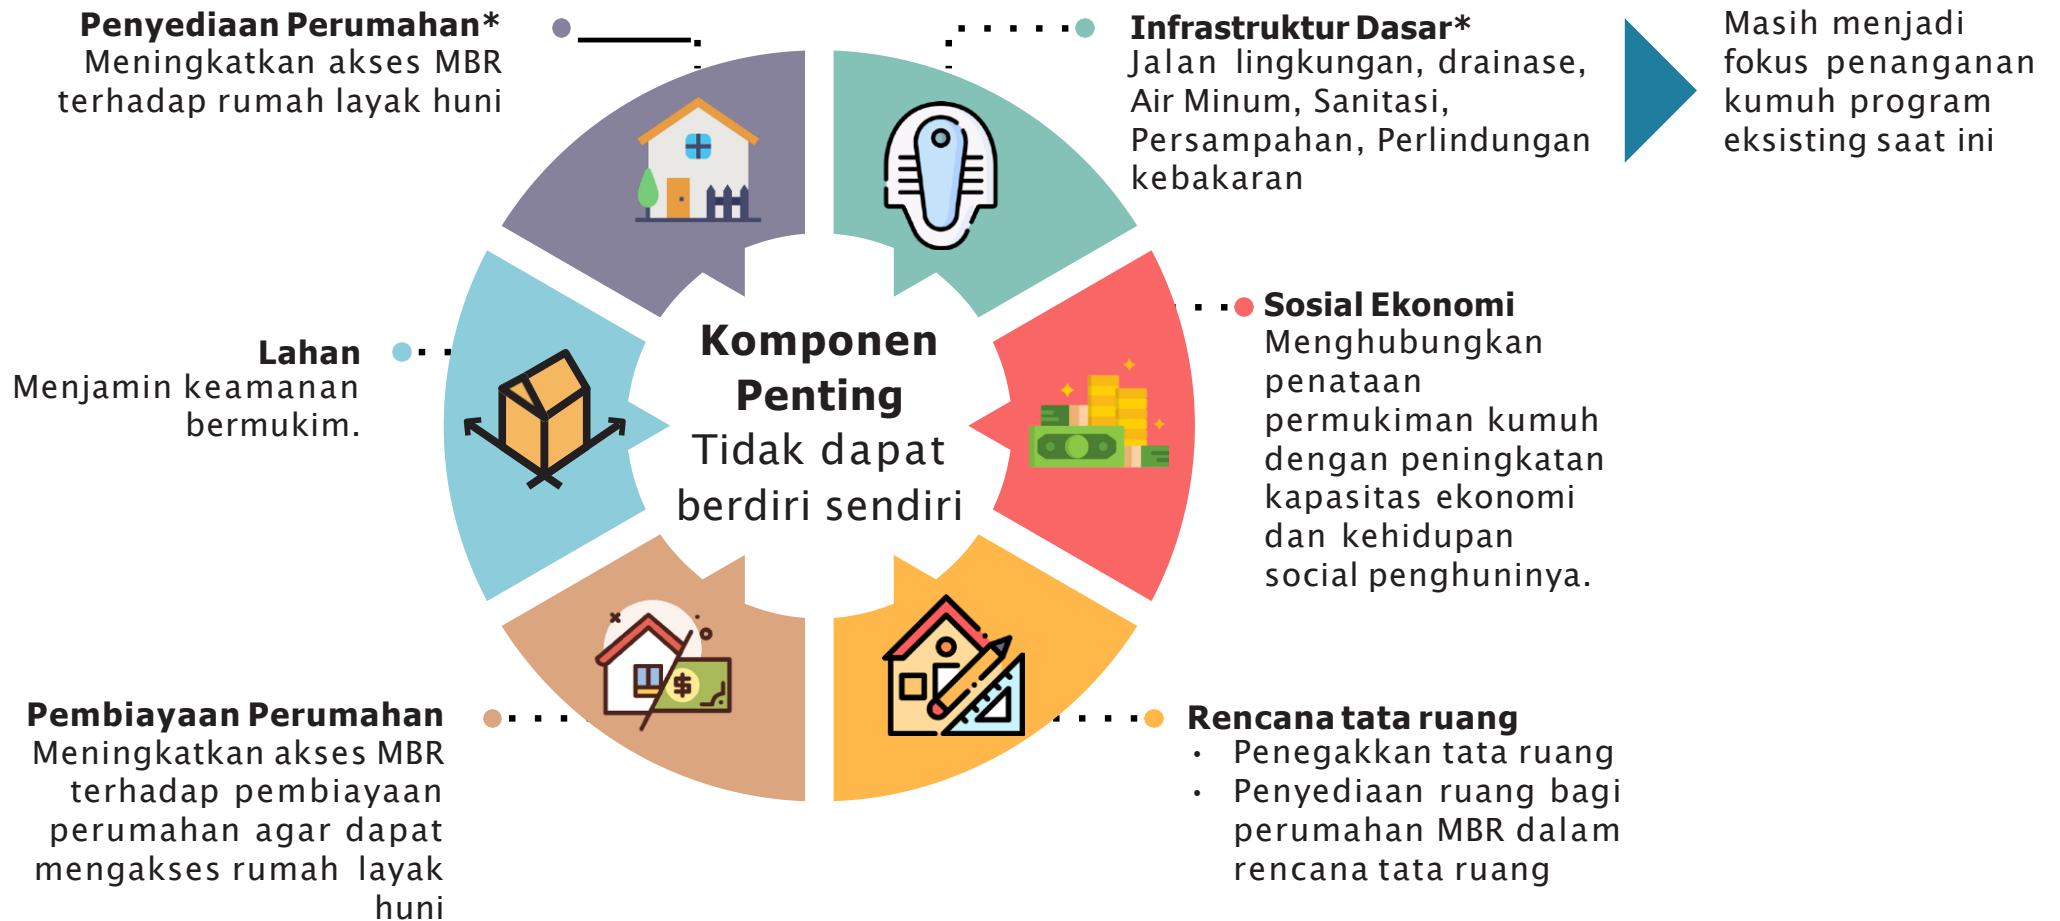 Penyediaan Perumahan*
Meningkatkan akses MBR
terhadap rumah layak huni
Infrastruktur Dasar*
Jalan lingkungan, drainase,
Air Minum, Sanitasi,
Persampahan, Perlindungan
kebakaran
Masih menjadi
fokus penanganan
kumuh program
eksisting saat ini
Lahan
Menjamin keamanan
bermukim.
Komponen
Penting
Tidak dapat
berdiri sendiri
Sosial Ekonomi
Menghubungkan
penataan
permukiman kumuh
dengan peningkatan
kapasitas ekonomi
dan kehidupan
social penghuninya.
Pembiayaan Perumahan
Meningkatkan akses MBR
terhadap pembiayaan
perumahan agar dapat
mengakses rumah layak
huni
Rencana tata ruang
• Penegakkan tata ruang
• Penyediaan ruang bagi
perumahan MBR dalam
rencana tata ruang